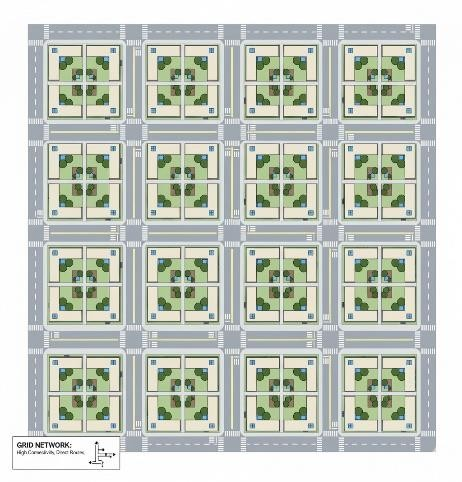 GRID NETWORK:
High Connectivity, Direct Routes,